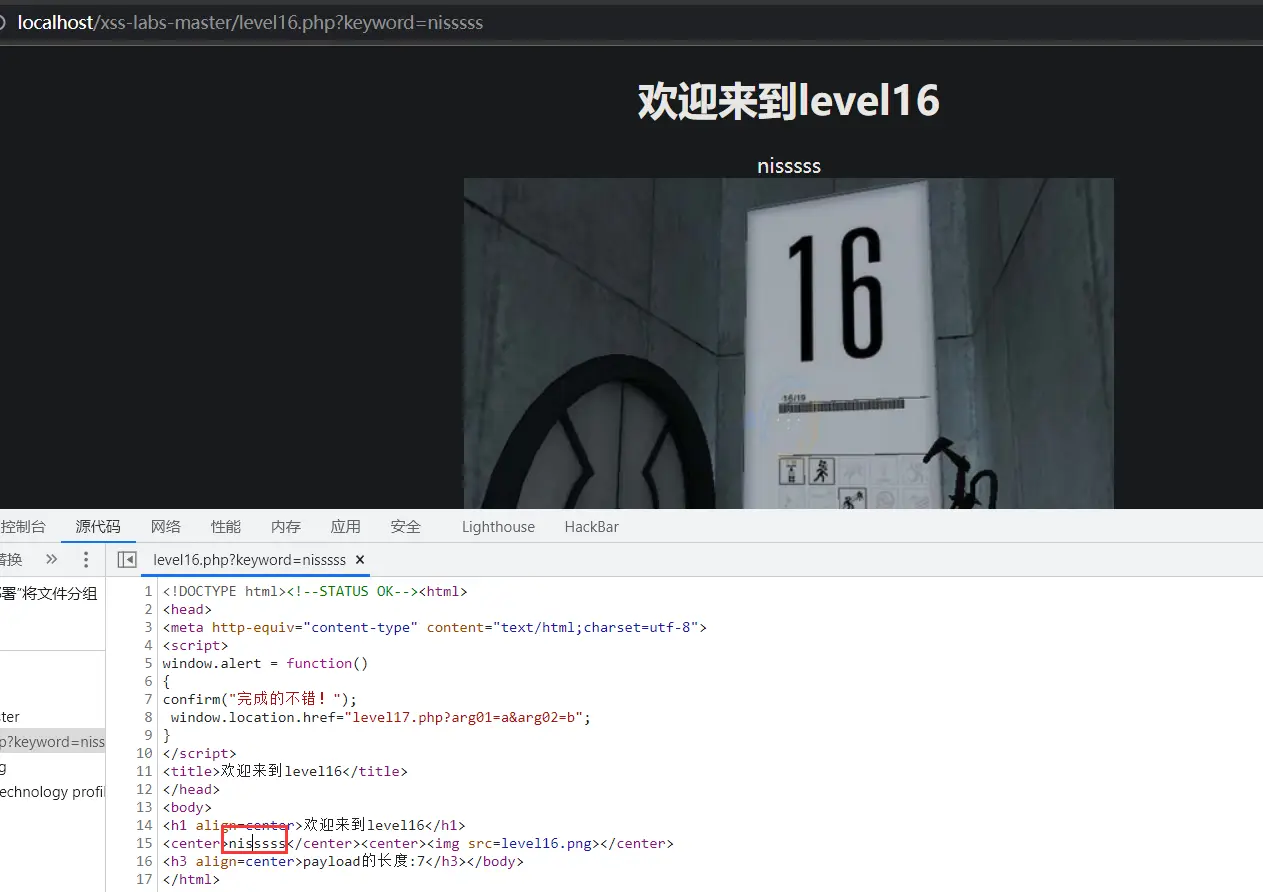 localhost/xss-labs-master/level16.php?keyword=nisssss
欢迎来到level16
nisssss
16
16/19
控制台 源代码 网络 性能 内存 应用 安全 Lighthouse HackBar
替换 level16.php?keyword=nisssss
署”将文件分组
ter
p?keyword=niss
g
echnology profil
1 <!DOCTYPE html><!--STATUS OK--><html>
2 <head>
3 <meta http-equiv="content-type" content="text/html;charset=utf-8">
4 <script>
5 window.alert = function()
6 {
7 confirm("完成的不错！");
8  window.location.href="level17.php?arg01=a&arg02=b";
9 }
10 </script>
11 <title>欢迎来到level16</title>
12 </head>
13 <body>
14 <h1 align=center>欢迎来到level16</h1>
15 <center>nisssss</center><center><img src=level16.png></center>
16 <h3 align=center>payload的长度:7</h3></body>
17 </html>